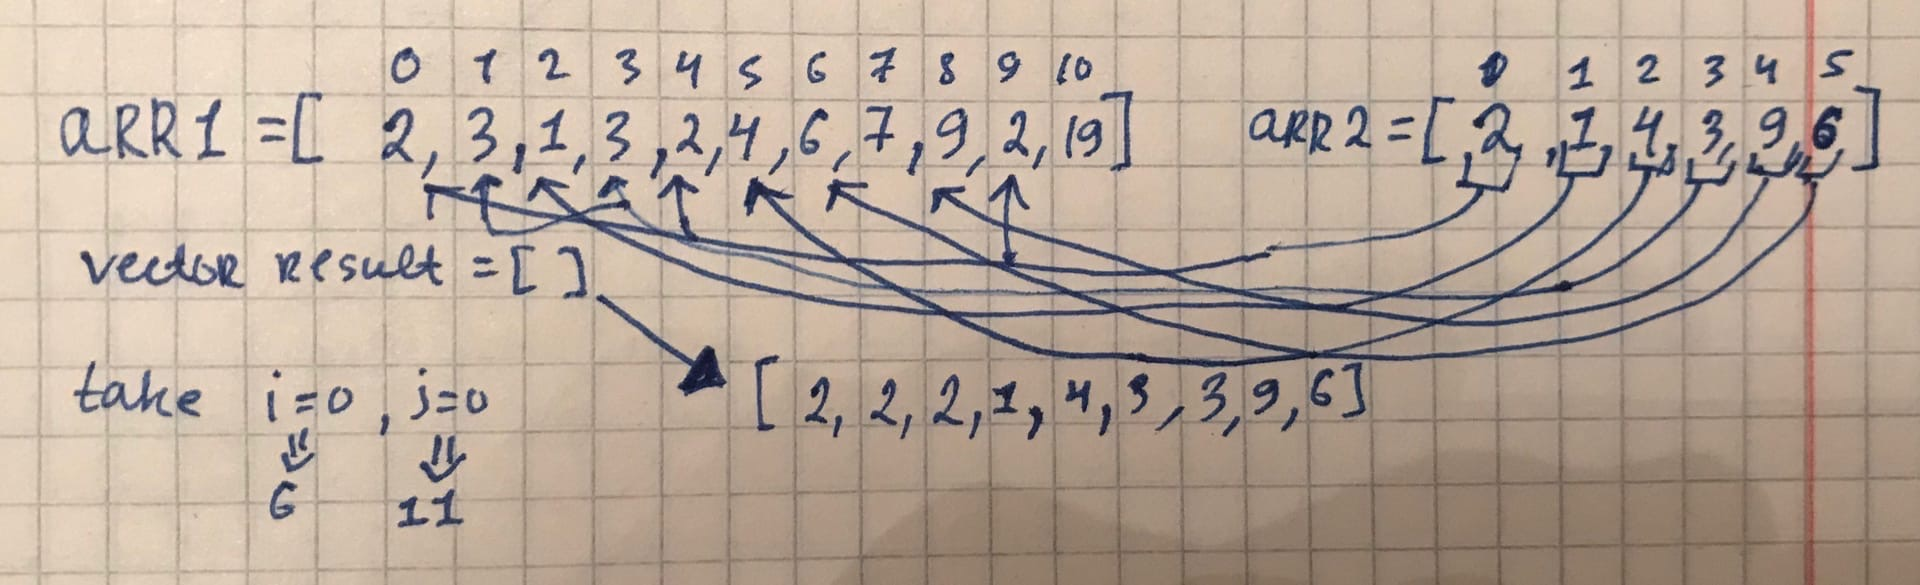 0 1 2 3 4 5 6 7 8 9 10 0 1 2 3 4 5
ARR1 = [ 2, 3, 1, 3, 2, 4, 6, 7, 9, 2, 19] ARR2 = [ 2, 1, 4, 3, 9, 6, ]
vector result = [ ]
take i=0, j=0 [ 2, 2, 2, 1, 4, 3, 3, 9, 6]
⇓ ⇓
6 11